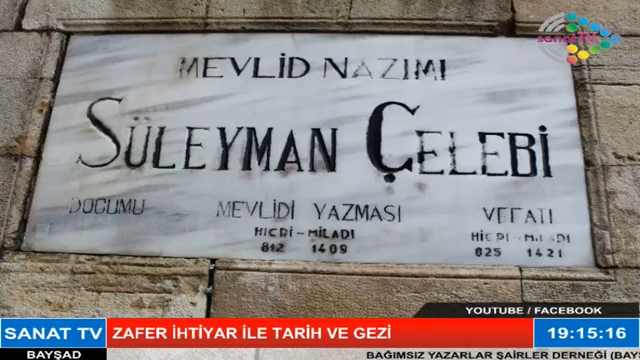 sanatTV
MEVLİD NAZIMI
SÜLEYMAN ÇELEBİ
DOĞUMU MEVLİDİ YAZMASI VEFATI
HİCRİ-MİLADI HİCRİ-MİLADI
812 1409 825 1421
YOUTUBE / FACEBOOK
SANAT TV ZAFER İHTİYAR İLE TARİH VE GEZİ 19:15:16
BAYŞAD BAĞIMSIZ YAZARLAR ŞAİRLER DERNEĞİ (BAY